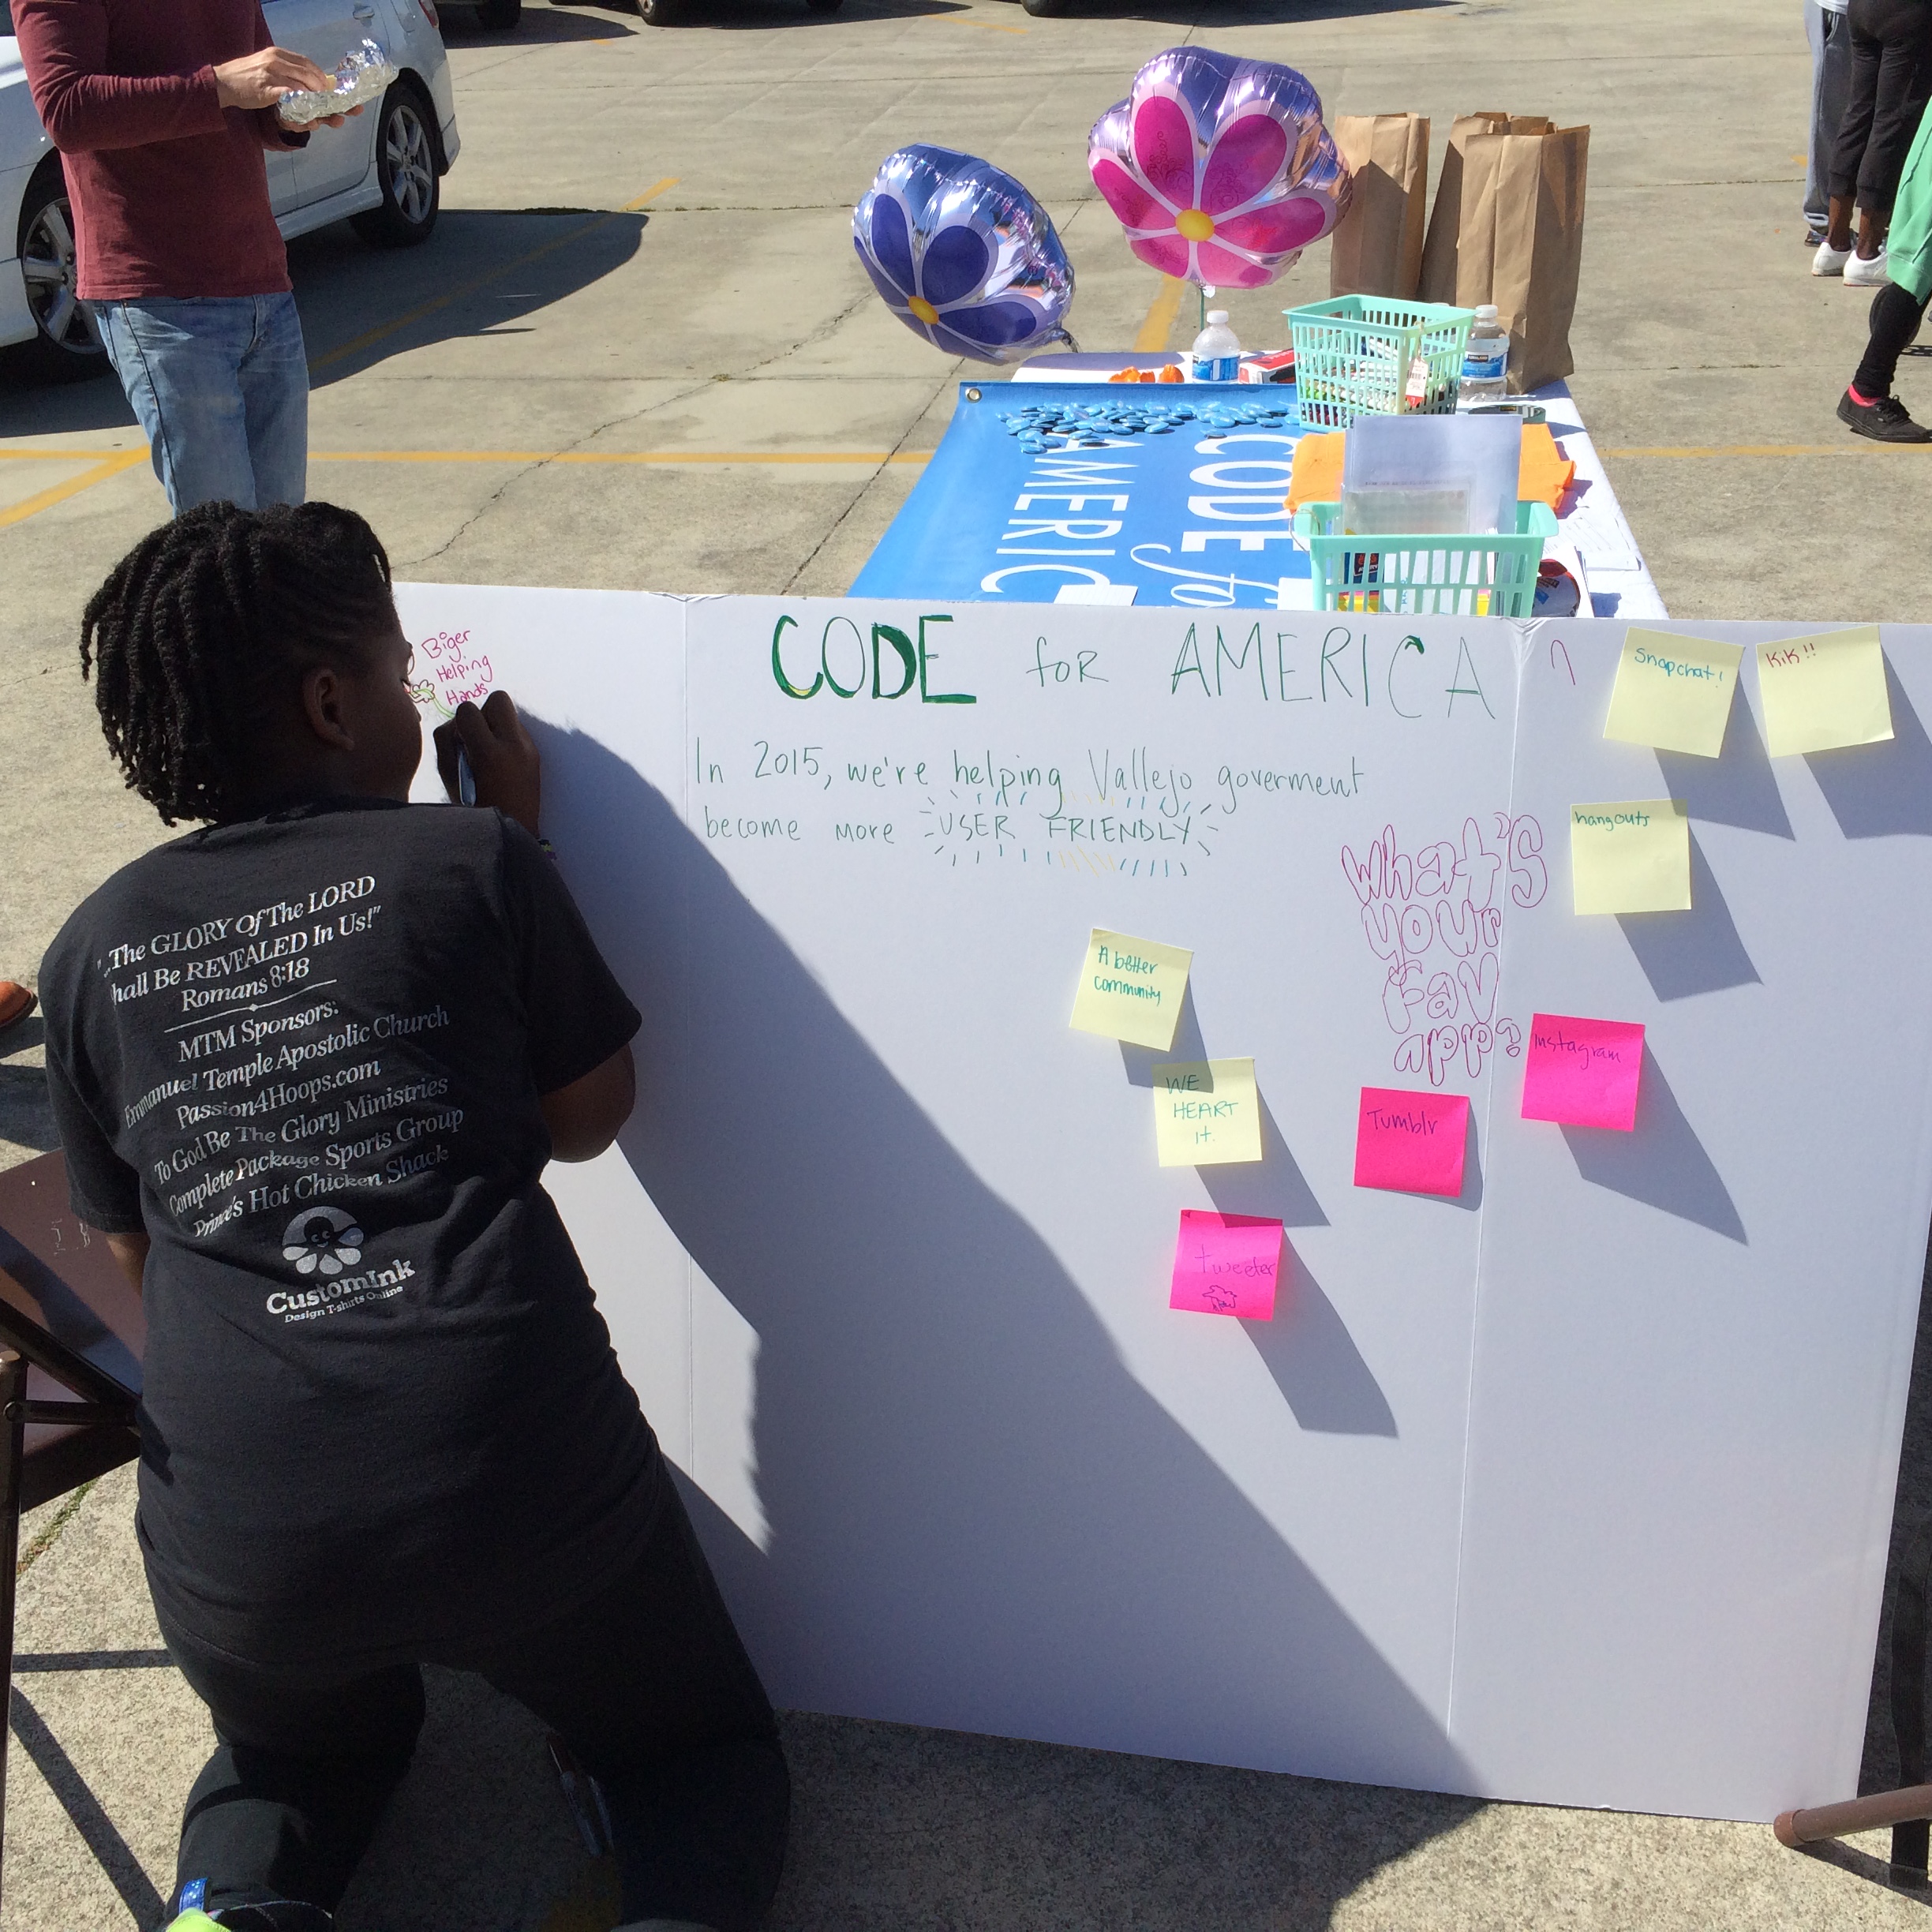 CODE for
AMERIC
Biger
Helping
Hands
CODE for AMERICA
In 2015, we're helping Vallejo goverment
become more USER FRIENDLY
What's
your
Fav
app?
Snapchat!
KiK!!
hangouts
A better
community
WE
HEART
it.
Instagram
Tumblr
tweeter
"..The GLORY Of The LORD
hall Be REVEALED In Us!"
Romans 8:18
MTM Sponsors:
Emmanuel Temple Apostolic Church
Passion4Hoops.com
To God Be The Glory Ministries
Complete Package Sports Group
Prince's Hot Chicken Shack
CustomInk
Design T-shirts Online